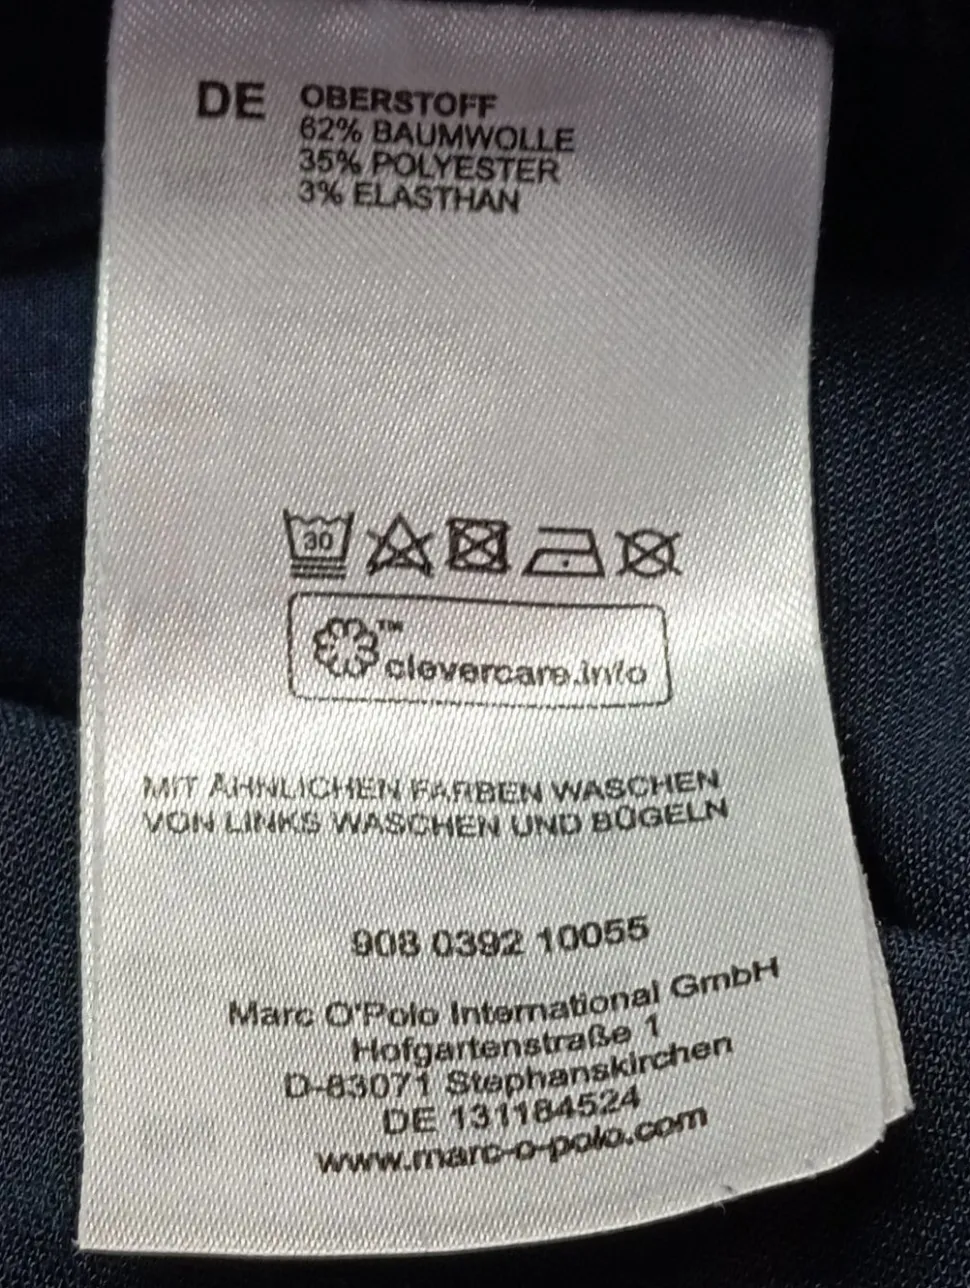 DE OBERSTOFF
62% BAUMWOLLE
35% POLYESTER
3% ELASTHAN
30
™
clevercare.info
MIT ÄHNLICHEN FARBEN WASCHEN
VON LINKS WASCHEN UND BÜGELN
908 0392 10055
Marc O'Polo International GmbH
Hofgartenstraße 1
D-83071 Stephanskirchen
DE 131184524
www.marc-o-polo.com